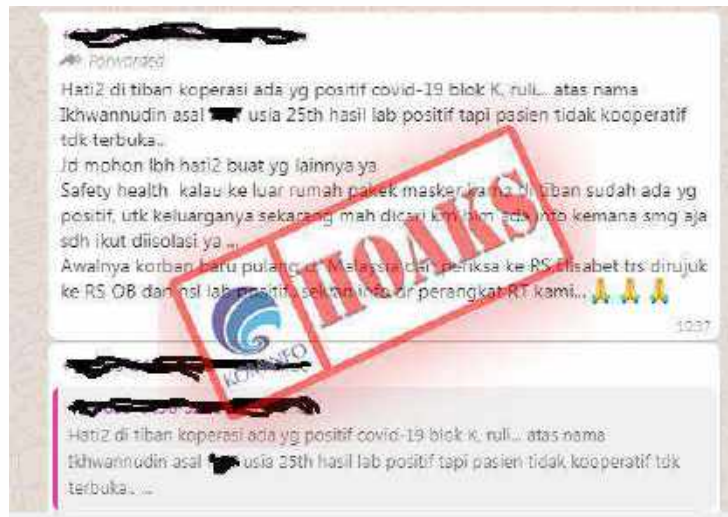 Forwarded
Hati2 di tiban koperasi ada yg positif covid-19 blok K, ruli... atas nama
Ikhwannudin asal usia 25th hasil lab positif tapi pasien tidak kooperatif
tdk terbuka..
Jd mohon lbh hati2 buat yg lainnya ya
Safety health kalau ke luar rumah pakek masker karna di tiban sudah ada yg
positif, utk keluarganya sekarang mah dicari krn blm ada info kemana smg aja
sdh ikut diisolasi ya ...
Awalnya korban baru pulang dr Malaysia dan periksa ke RS.Elisabet trs dirujuk
ke RS OB dan hsl lab positif, info dr perangkat RT kami... 🙏 🙏 🙏
10:37
HOAKS
KOMINFO
Hati2 di tiban koperasi ada yg positif covid-19 blok K, ruli... atas nama
Ikhwannudin asal usia 25th hasil lab positif tapi pasien tidak kooperatif tdk
terbuka.. ...